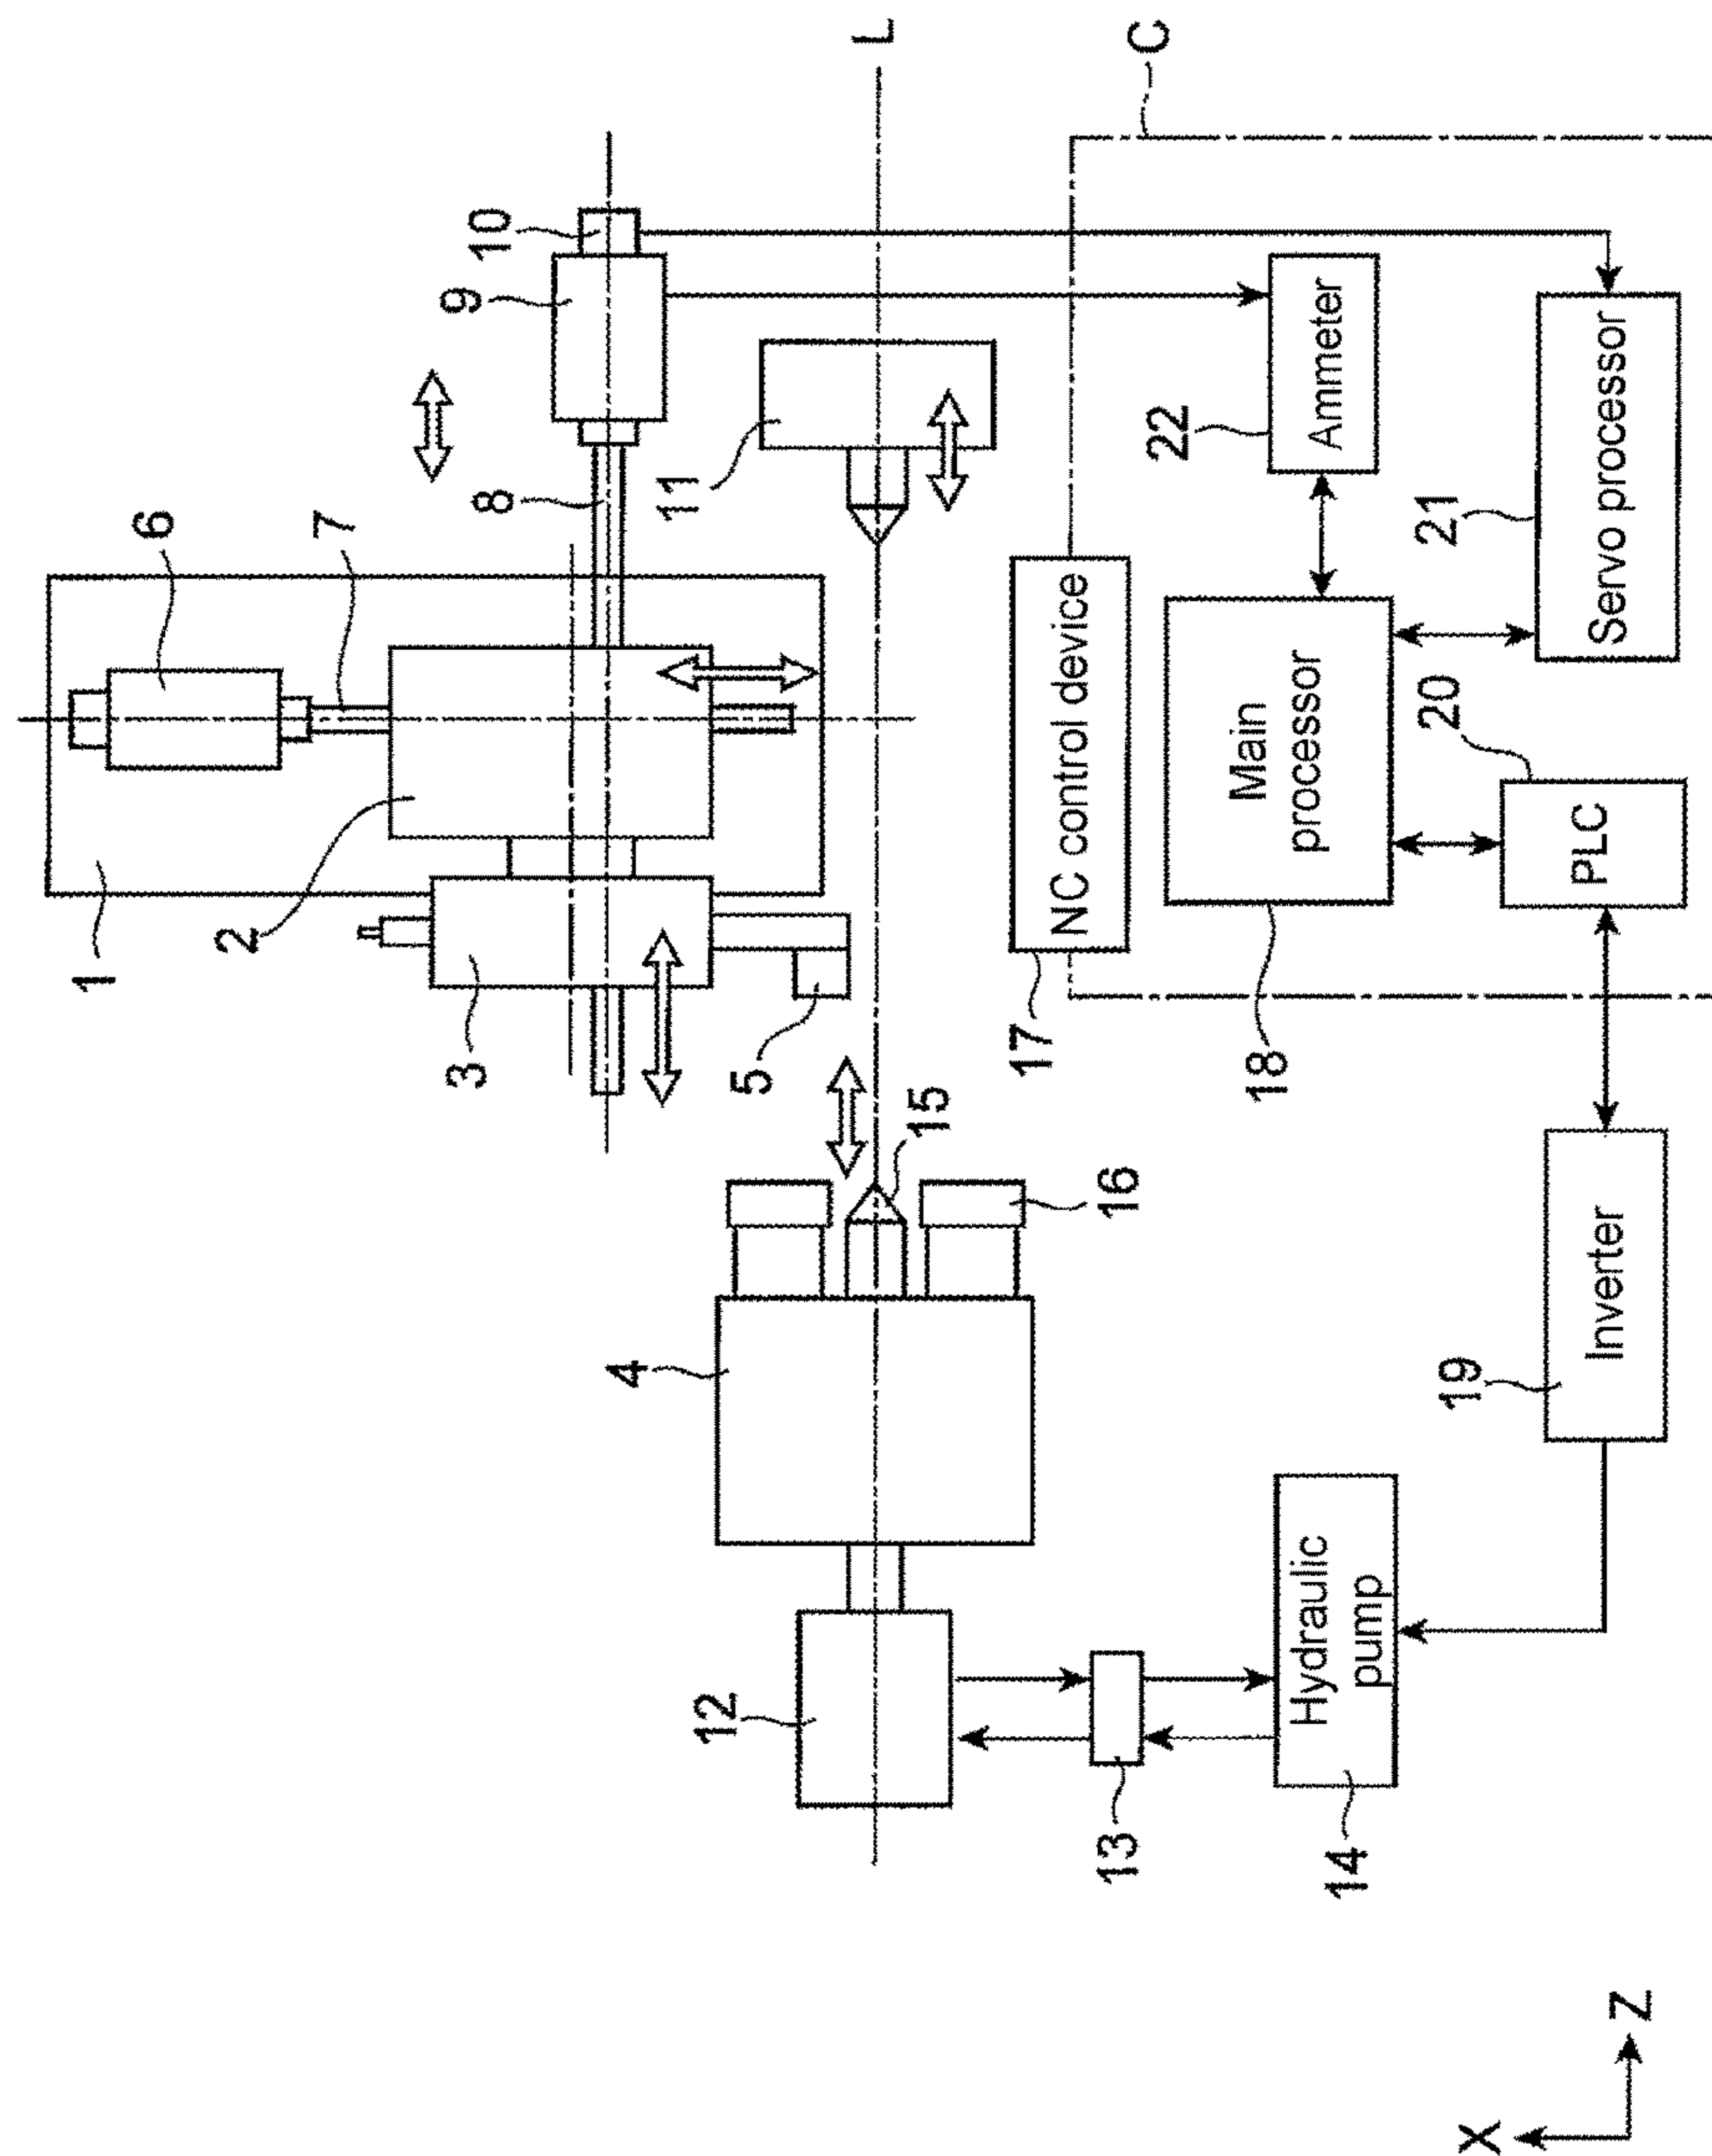 1
2
3
4
5
6
7
8
9
10
11
12
13
14
15
16
L
C
17
NC control device
18
Main
processor
22
Ammeter
21
Servo processor
20
PLC
19
Inverter
Hydraulic
pump
X
Z